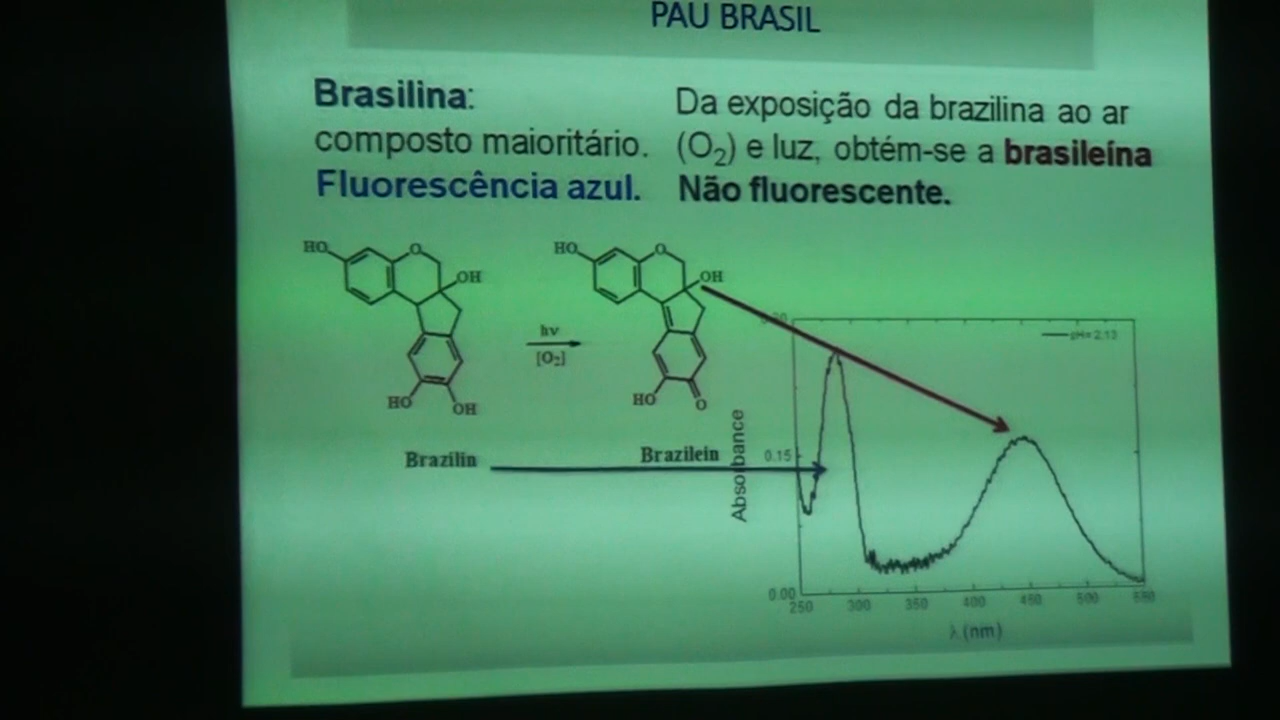 PAU BRASIL
Brasilina:
composto maioritário.
Fluorescência azul.
Da exposição da brazilina ao ar
(O₂) e luz, obtém-se a brasileína
Não fluorescente.
HO
O
OH
HO
OH
Brazilin
hν
[O₂]
HO
O
OH
HO
O
Brazilein
pH=2.13
Absorbance
0.15
0.00
250 300 350 400 450 500 550
λ (nm)